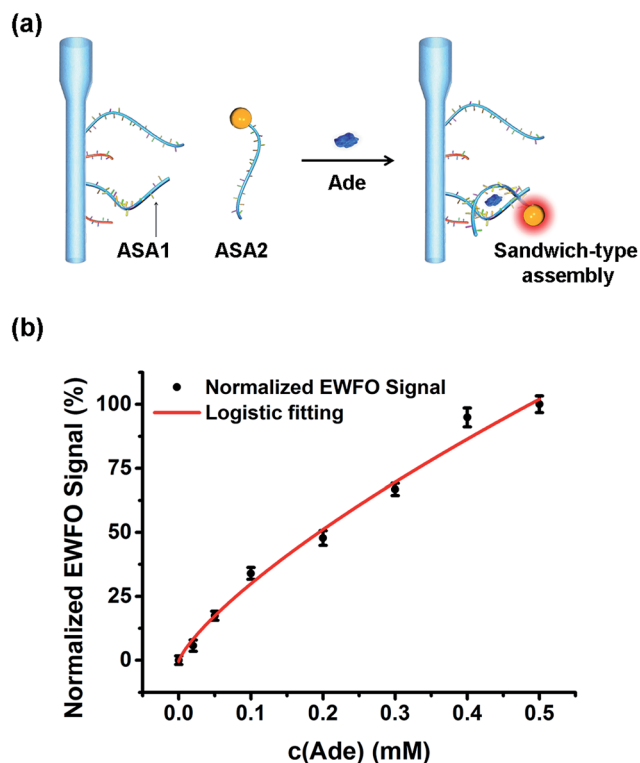 (a)
ASA1
ASA2
Ade
Sandwich-type
assembly
(b)
Normalized EWFO Signal (%)
100
75
50
25
0
Normalized EWFO Signal
Logistic fitting
0.0 0.1 0.2 0.3 0.4 0.5
c(Ade) (mM)